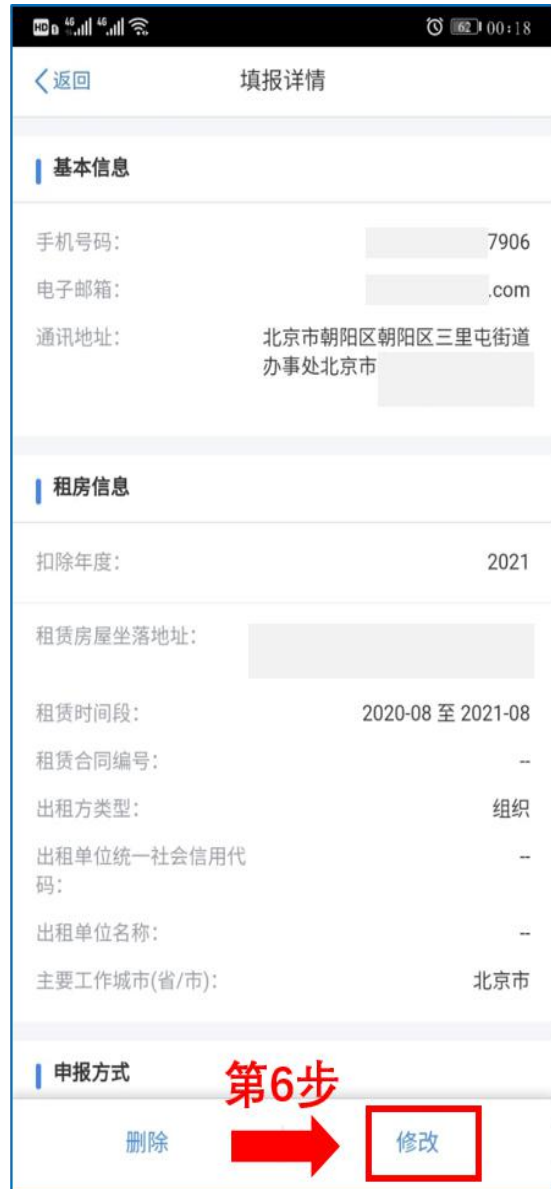 HD 46 46 62 00:18
返回 填报详情
基本信息
手机号码： 7906
电子邮箱： .com
通讯地址： 北京市朝阳区朝阳区三里屯街道
办事处北京市
租房信息
扣除年度： 2021
租赁房屋坐落地址：
租赁时间段： 2020-08 至 2021-08
租赁合同编号： --
出租方类型： 组织
出租单位统一社会信用代 --
码：
出租单位名称： --
主要工作城市(省/市)： 北京市
申报方式
第6步
删除 修改